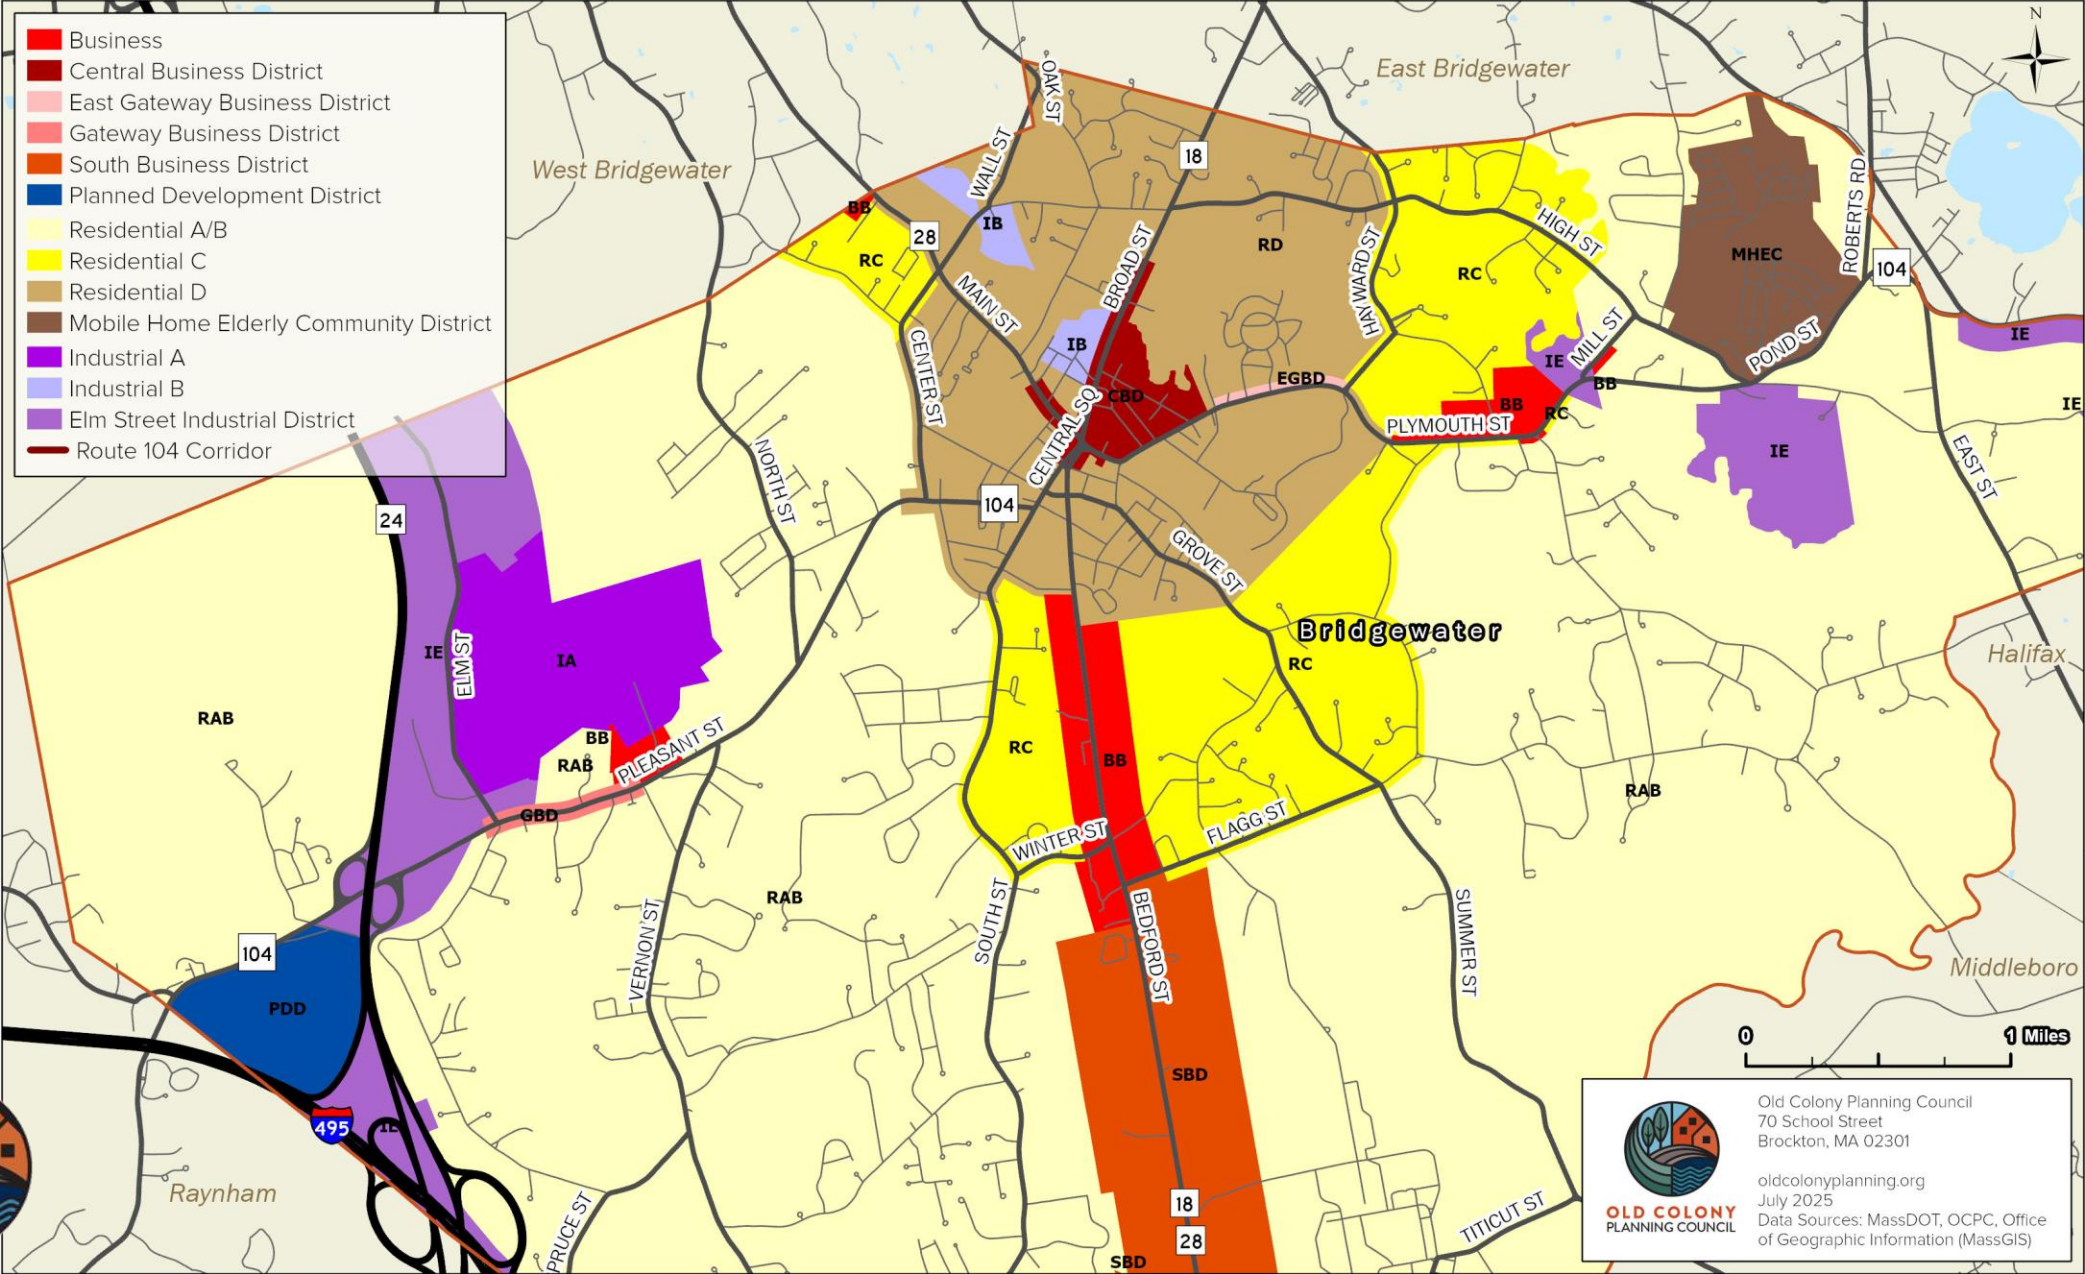 Business
Central Business District
East Gateway Business District
Gateway Business District
South Business District
Planned Development District
Residential A/B
Residential C
Residential D
Mobile Home Elderly Community District
Industrial A
Industrial B
Elm Street Industrial District
Route 104 Corridor
N
East Bridgewater
West Bridgewater
OAK ST
WALL ST
18
BB
28
IB
RC
RD
BROAD ST
HAYWARD ST
HIGH ST
RC
MHEC
ROBERTS RD
104
MAIN ST
IB
CENTER ST
CENTRAL SQ
CBD
EGBD
MILL ST
IE
POND ST
IE
BB
BB
RC
PLYMOUTH ST
IE
IE
EAST ST
NORTH ST
104
24
GROVE ST
Bridgewater
Halifax
IE
ELM ST
IA
RC
RAB
BB
RAB
PLEASANT ST
GBD
RC
BB
RAB
WINTER ST
FLAGG ST
RAB
VERNON ST
SOUTH ST
BEDFORD ST
SUMMER ST
Middleboro
104
PDD
SBD
495
IE
Raynham
PRUCE ST
18
28
SBD
TITICUT ST
0
1 Miles
OLD COLONY
PLANNING COUNCIL
Old Colony Planning Council
70 School Street
Brockton, MA 02301
oldcolonyplanning.org
July 2025
Data Sources: MassDOT, OCPC, Office
of Geographic Information (MassGIS)